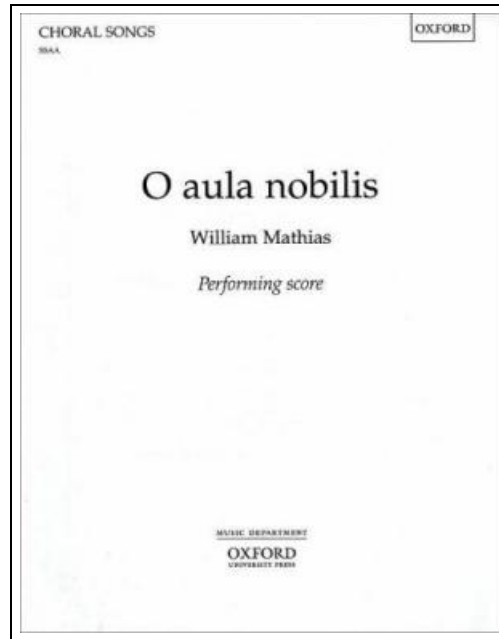 CHORAL SONGS
OXFORD
SSAA
O aula nobilis
William Mathias
Performing score
MUSIC DEPARTMENT
OXFORD
UNIVERSITY PRESS